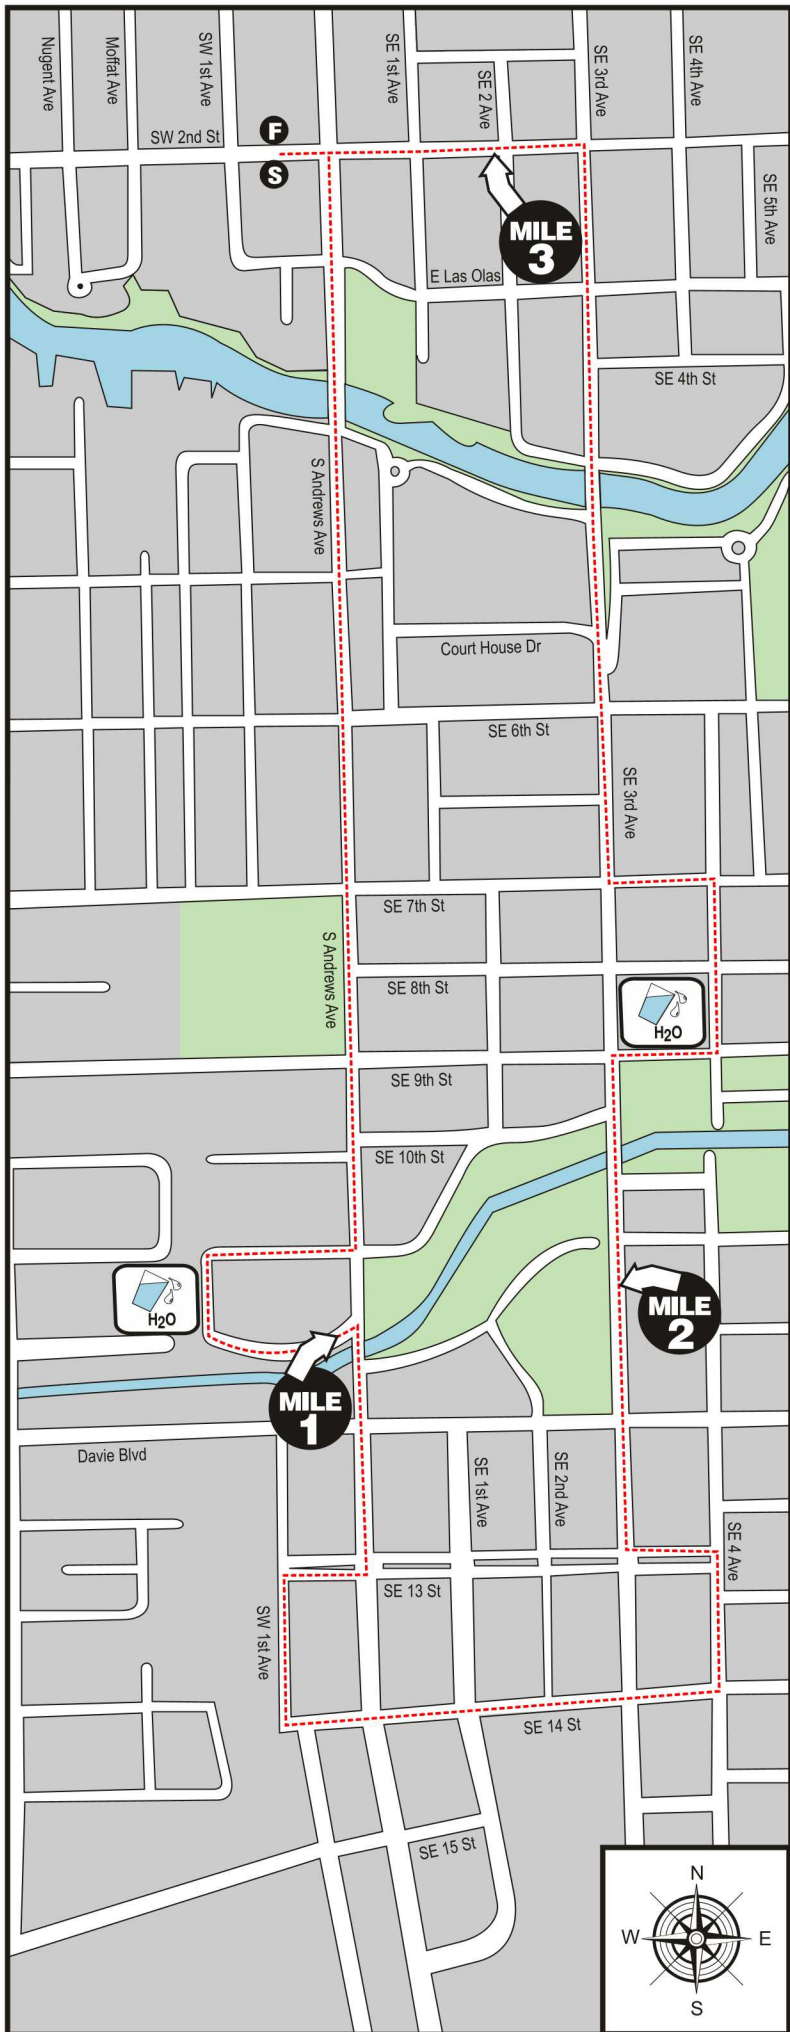 Nugent Ave
Moffat Ave
SW 1st Ave
SE 1st Ave
SE 2 Ave
SE 3rd Ave
SE 4th Ave
SW 2nd St
F
S
SE 5th Ave
MILE
3
E Las Olas
SE 4th St
S Andrews Ave
Court House Dr
SE 6th St
SE 3rd Ave
SE 7th St
S Andrews Ave
SE 8th St
H2O
SE 9th St
SE 10th St
H2O
MILE
2
MILE
1
Davie Blvd
SE 1st Ave
SE 2nd Ave
SE 4 Ave
SE 13 St
SW 1st Ave
SE 14 St
SE 15 St
N
W
E
S